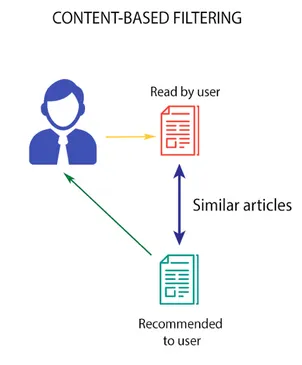 CONTENT-BASED FILTERING
Read by user
Similar articles
Recommended
to user